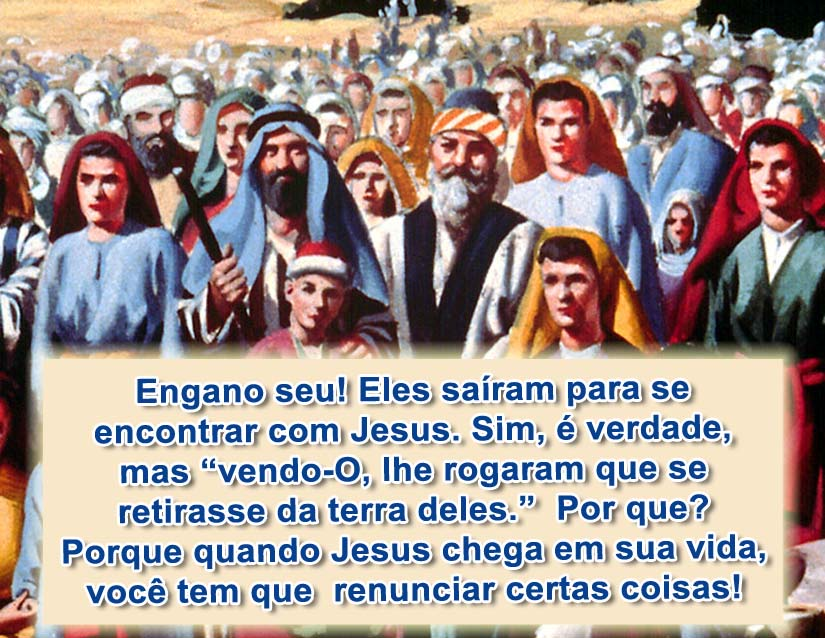 Engano seu! Eles saíram para se
encontrar com Jesus. Sim, é verdade,
mas “vendo-O, lhe rogaram que se
retirasse da terra deles.”  Por que?
Porque quando Jesus chega em sua vida,
você tem que  renunciar certas coisas!